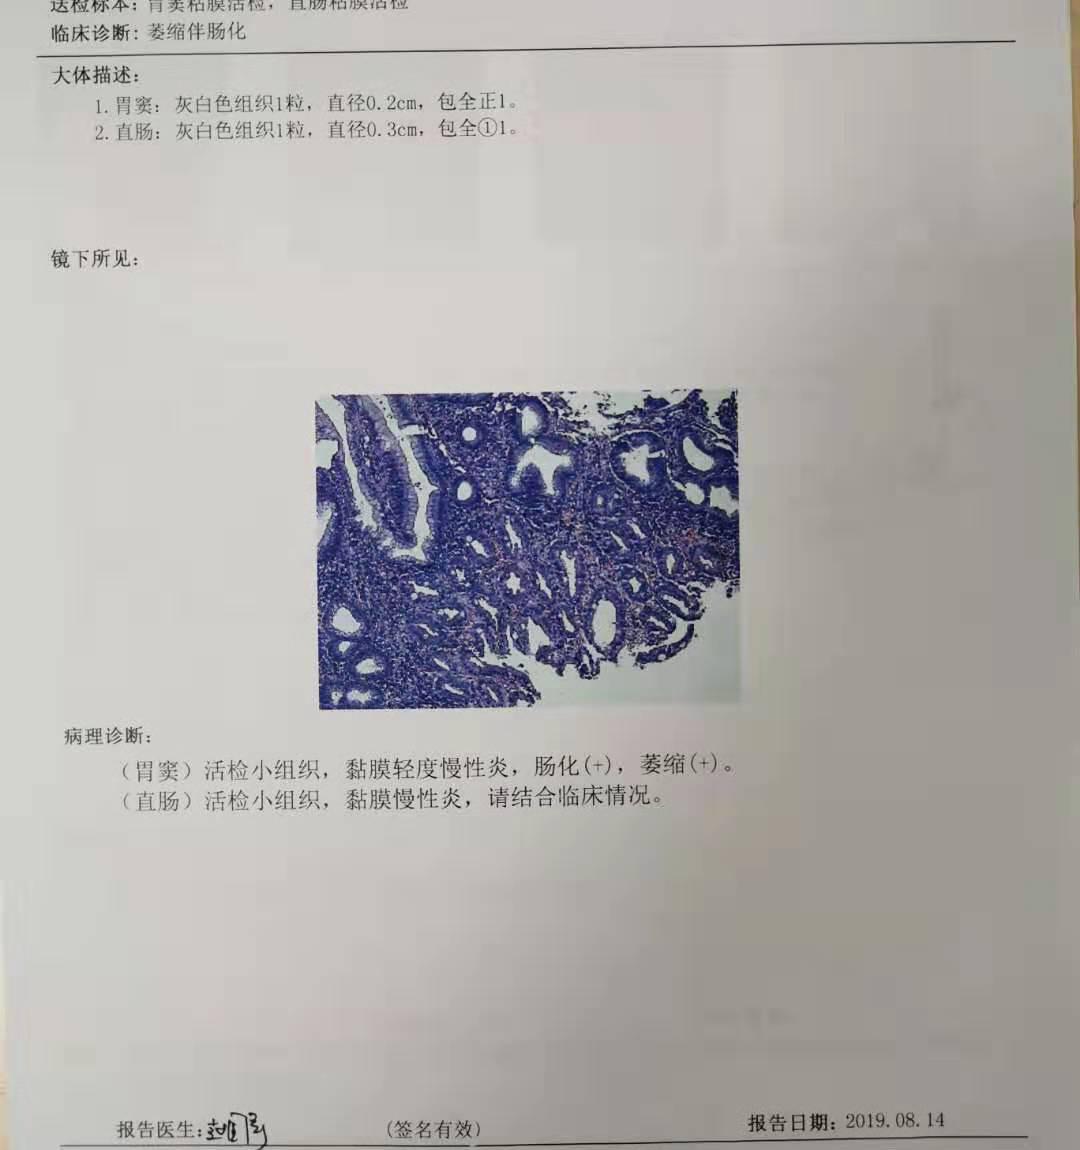 送检标本：胃窦粘膜活检，直肠粘膜活检
临床诊断：萎缩伴肠化
大体描述：
1.胃窦：灰白色组织1粒，直径0.2cm，包全正1。
2.直肠：灰白色组织1粒，直径0.3cm，包全①1。
镜下所见：
病理诊断：
（胃窦）活检小组织，黏膜轻度慢性炎，肠化(+)，萎缩(+)。
（直肠）活检小组织，黏膜慢性炎，请结合临床情况。
报告医生： (签名有效) 报告日期：2019.08.14